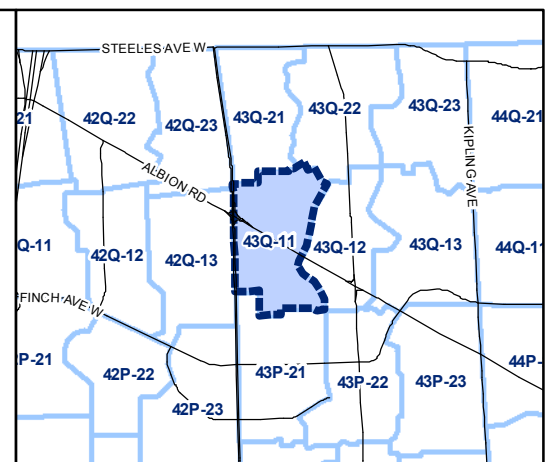 STEELES AVE W
21
42Q-22
42Q-23
43Q-21
43Q-22
43Q-23
44Q-21
KIPLING AVE
ALBION RD
Q-11
42Q-12
42Q-13
43Q-11
43Q-12
43Q-13
44Q-11
FINCH AVE W
P-21
42P-22
42P-23
43P-21
43P-22
43P-23
44P-